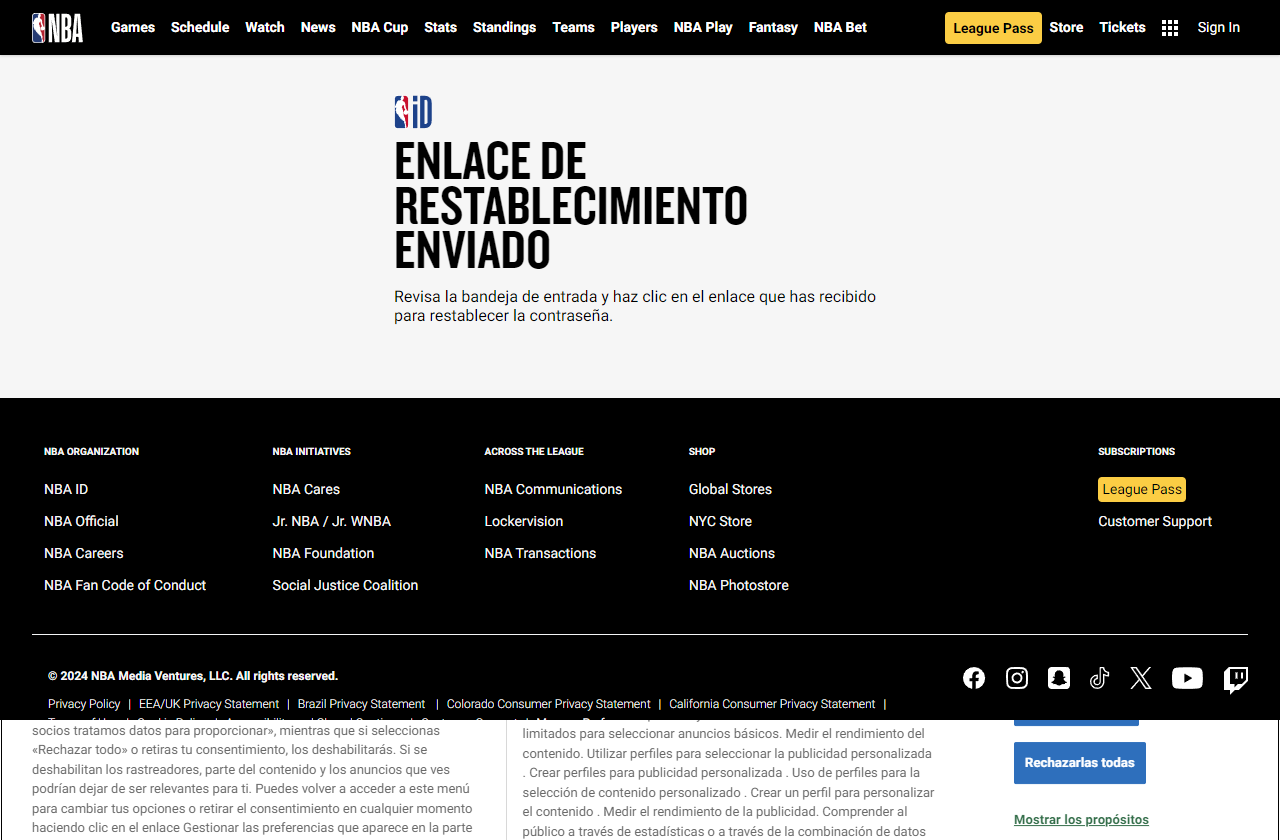 NBA Games Schedule Watch News NBA Cup Stats Standings Teams Players NBA Play Fantasy NBA Bet League Pass Store Tickets Sign In
iD
ENLACE DE
RESTABLECIMIENTO
ENVIADO
Revisa la bandeja de entrada y haz clic en el enlace que has recibido
para restablecer la contraseña.
NBA ORGANIZATION
NBA ID
NBA Official
NBA Careers
NBA Fan Code of Conduct
NBA INITIATIVES
NBA Cares
Jr. NBA / Jr. WNBA
NBA Foundation
Social Justice Coalition
ACROSS THE LEAGUE
NBA Communications
Lockervision
NBA Transactions
SHOP
Global Stores
NYC Store
NBA Auctions
NBA Photostore
SUBSCRIPTIONS
League Pass
Customer Support
© 2024 NBA Media Ventures, LLC. All rights reserved.
Privacy Policy | EEA/UK Privacy Statement | Brazil Privacy Statement | Colorado Consumer Privacy Statement | California Consumer Privacy Statement |
socios tratamos datos para proporcionar», mientras que si seleccionas
«Rechazar todo» o retiras tu consentimiento, los deshabilitarás. Si se
deshabilitan los rastreadores, parte del contenido y los anuncios que ves
podrían dejar de ser relevantes para ti. Puedes volver a acceder a este menú
para cambiar tus opciones o retirar el consentimiento en cualquier momento
haciendo clic en el enlace Gestionar las preferencias que aparece en la parte
limitados para seleccionar anuncios básicos. Medir el rendimiento del
contenido. Utilizar perfiles para seleccionar la publicidad personalizada
. Crear perfiles para publicidad personalizada . Uso de perfiles para la
selección de contenido personalizado . Crear un perfil para personalizar
el contenido . Medir el rendimiento de la publicidad. Comprender al
público a través de estadísticas o a través de la combinación de datos
Rechazarlas todas
Mostrar los propósitos